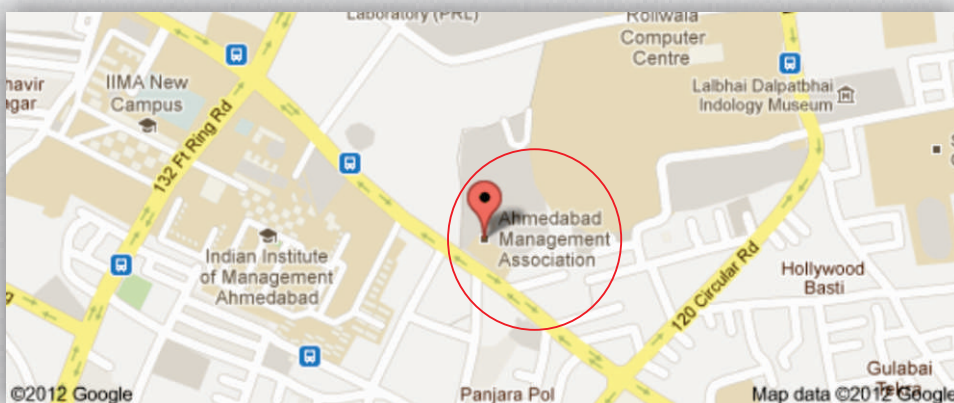 Laboratory (PRL)
Rollwala
Computer
Centre
IIMA New
Campus
132 Ft Ring Rd
Lalbhai Dalpatbhai
Indology Museum
Ahmedabad
Management
Association
Indian Institute
of Management
Ahmedabad
120 Circular Rd
Hollywood
Basti
Gulabai
Tekra
Panjara Pol
©2012 Google
Map data ©2012 Google